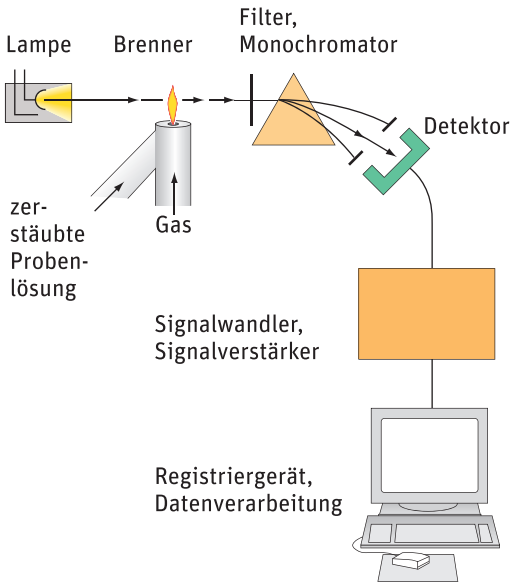 Lampe
Brenner
Filter,
Monochromator
Detektor
zer-
stäubte
Proben-
lösung
Gas
Signalwandler,
Signalverstärker
Registriergerät,
Datenverarbeitung